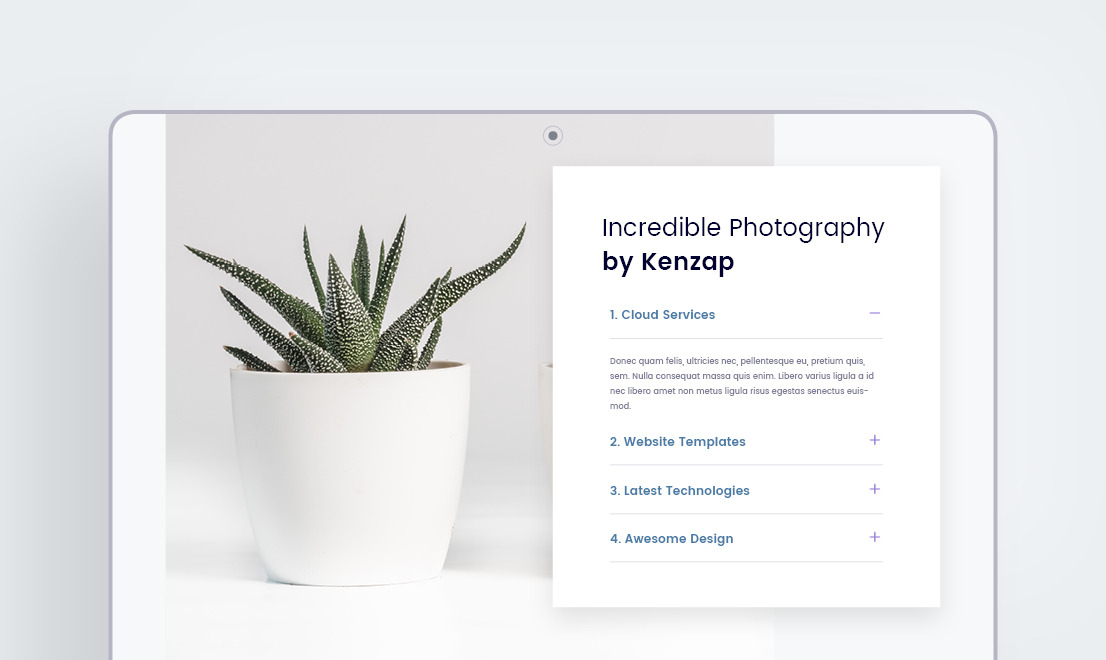 Incredible Photography
by Kenzap
1. Cloud Services
Donec quam felis, ultricies nec, pellentesque eu, pretium quis,
sem. Nulla consequat massa quis enim. Libero varius ligula a id
nec libero amet non metus ligula risus egestas senectus euis-
mod.
2. Website Templates
3. Latest Technologies
4. Awesome Design